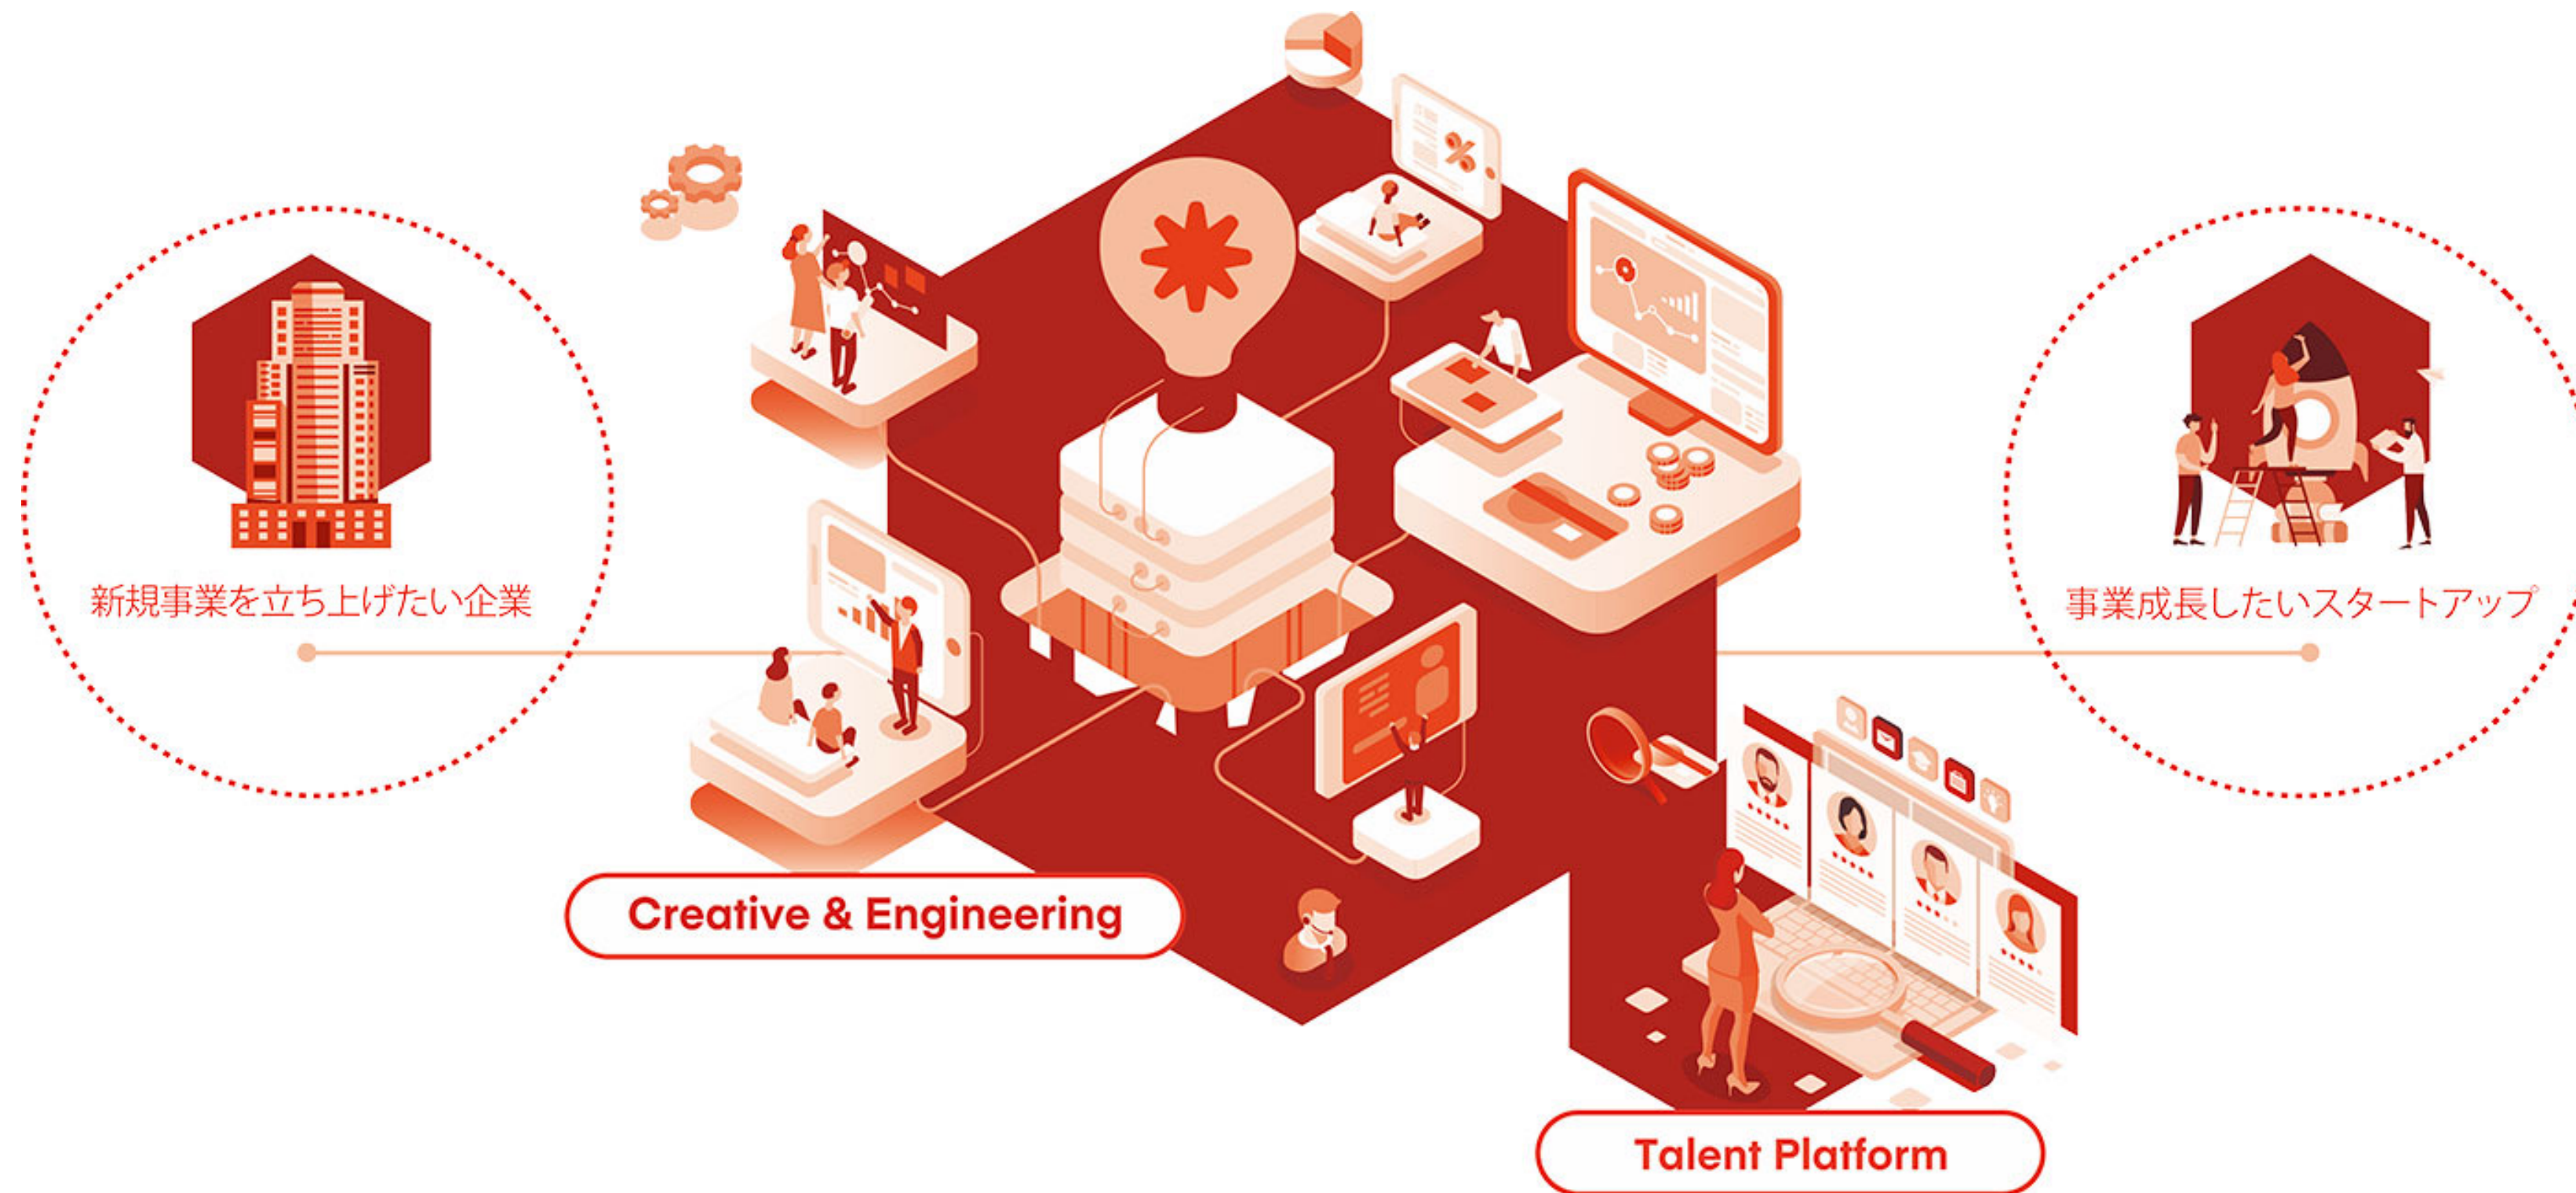 新規事業を立ち上げたい企業
事業成長したいスタートアップ
Creative & Engineering
Talent Platform